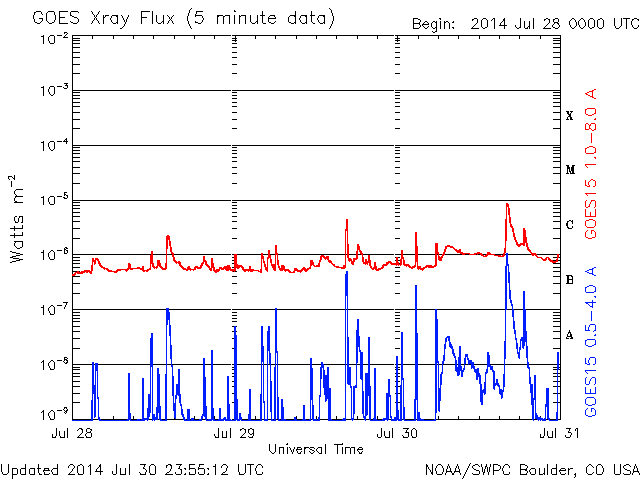 GOES Xray Flux (5 minute data)
Begin: 2014 Jul 28 0000 UTC
10⁻²
10⁻³
10⁻⁴
10⁻⁵
10⁻⁶
10⁻⁷
10⁻⁸
10⁻⁹
Watts m⁻²
X
M
C
B
A
GOES15 1.0-8.0 A
GOES15 0.5-4.0 A
Jul 28
Jul 29
Jul 30
Jul 31
Universal Time
Updated 2014 Jul 30 23:55:12 UTC
NOAA/SWPC Boulder, CO USA